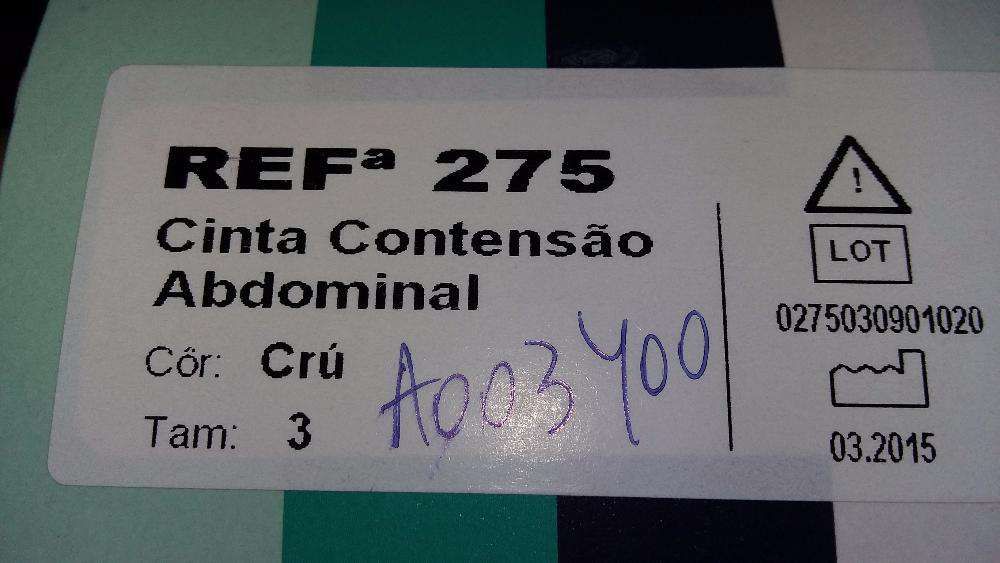 REFª 275
Cinta Contensão
Abdominal
Côr: Crú
Tam: 3
A003400
!
LOT
0275030901020
03.2015